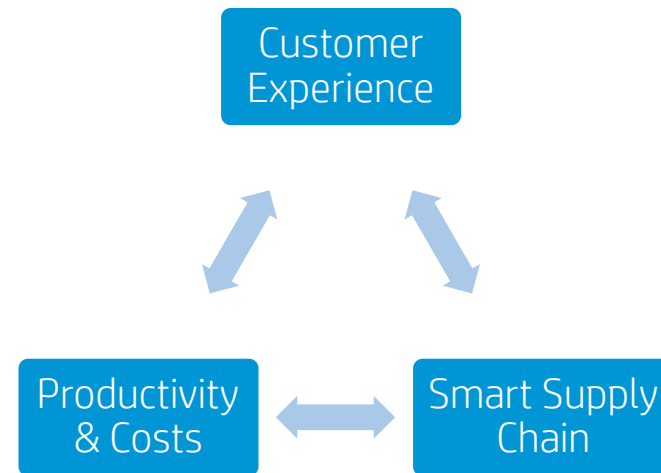 Customer
Experience
Productivity
& Costs
Smart Supply
Chain